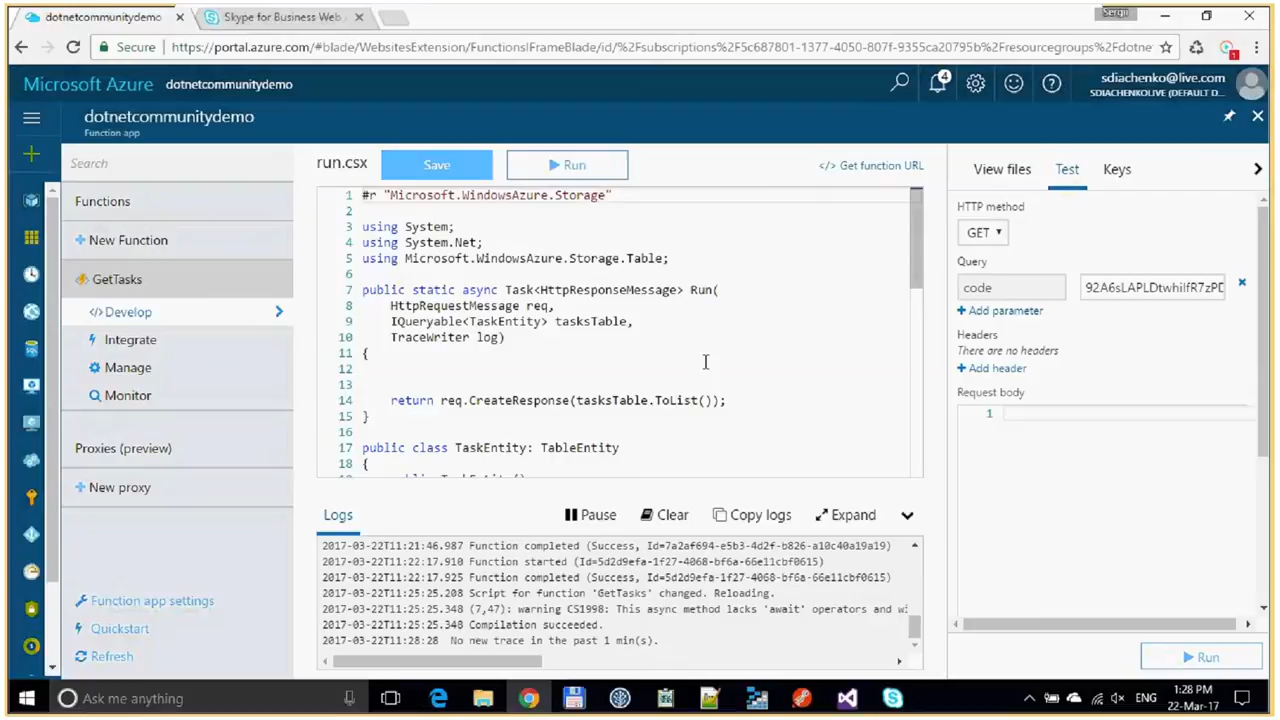 dotnetcommunitydemo
Skype for Business Web
Sergii
Secure
https://portal.azure.com/#blade/WebsitesExtension/FunctionsIFrameBlade/id/%2Fsubscriptions%2F5c687801-1377-4050-807f-9355ca20795b%2Fresourcegroups%2Fdotne
1
Microsoft Azure
dotnetcommunitydemo
4
sdiachenko@live.com
SDIACHENKOLIVE (DEFAULT D...
dotnetcommunitydemo
Function app
Search
Functions
New Function
GetTasks
</> Develop
Integrate
Manage
Monitor
Proxies (preview)
New proxy
Function app settings
Quickstart
Refresh
run.csx
Save
Run
</> Get function URL
1 #r "Microsoft.WindowsAzure.Storage"
2
3 using System;
4 using System.Net;
5 using Microsoft.WindowsAzure.Storage.Table;
6
7 public static async Task<HttpResponseMessage> Run(
8 HttpRequestMessage req,
9 IQueryable<TaskEntity> tasksTable,
10 TraceWriter log)
11 {
12
13
14 return req.CreateResponse(tasksTable.ToList());
15 }
16
17 public class TaskEntity: TableEntity
18 {
Logs
Pause
Clear
Copy logs
Expand
2017-03-22T11:21:46.987 Function completed (Success, Id=7a2af694-e5b3-4d2f-b826-a10c40a19a19)
2017-03-22T11:22:17.910 Function started (Id=5d2d9efa-1f27-4068-bf6a-66e11cbf0615)
2017-03-22T11:22:17.925 Function completed (Success, Id=5d2d9efa-1f27-4068-bf6a-66e11cbf0615)
2017-03-22T11:25:25.208 Script for function 'GetTasks' changed. Reloading.
2017-03-22T11:25:25.348 (7,47): warning CS1998: This async method lacks 'await' operators and wi
2017-03-22T11:25:25.348 Compilation succeeded.
2017-03-22T11:28:28 No new trace in the past 1 min(s).
View files
Test
Keys
HTTP method
GET
Query
code
92A6sLAPLDtwhiIfR7zPD
Add parameter
Headers
There are no headers
Add header
Request body
1
Run
Ask me anything
ENG
1:28 PM
22-Mar-17